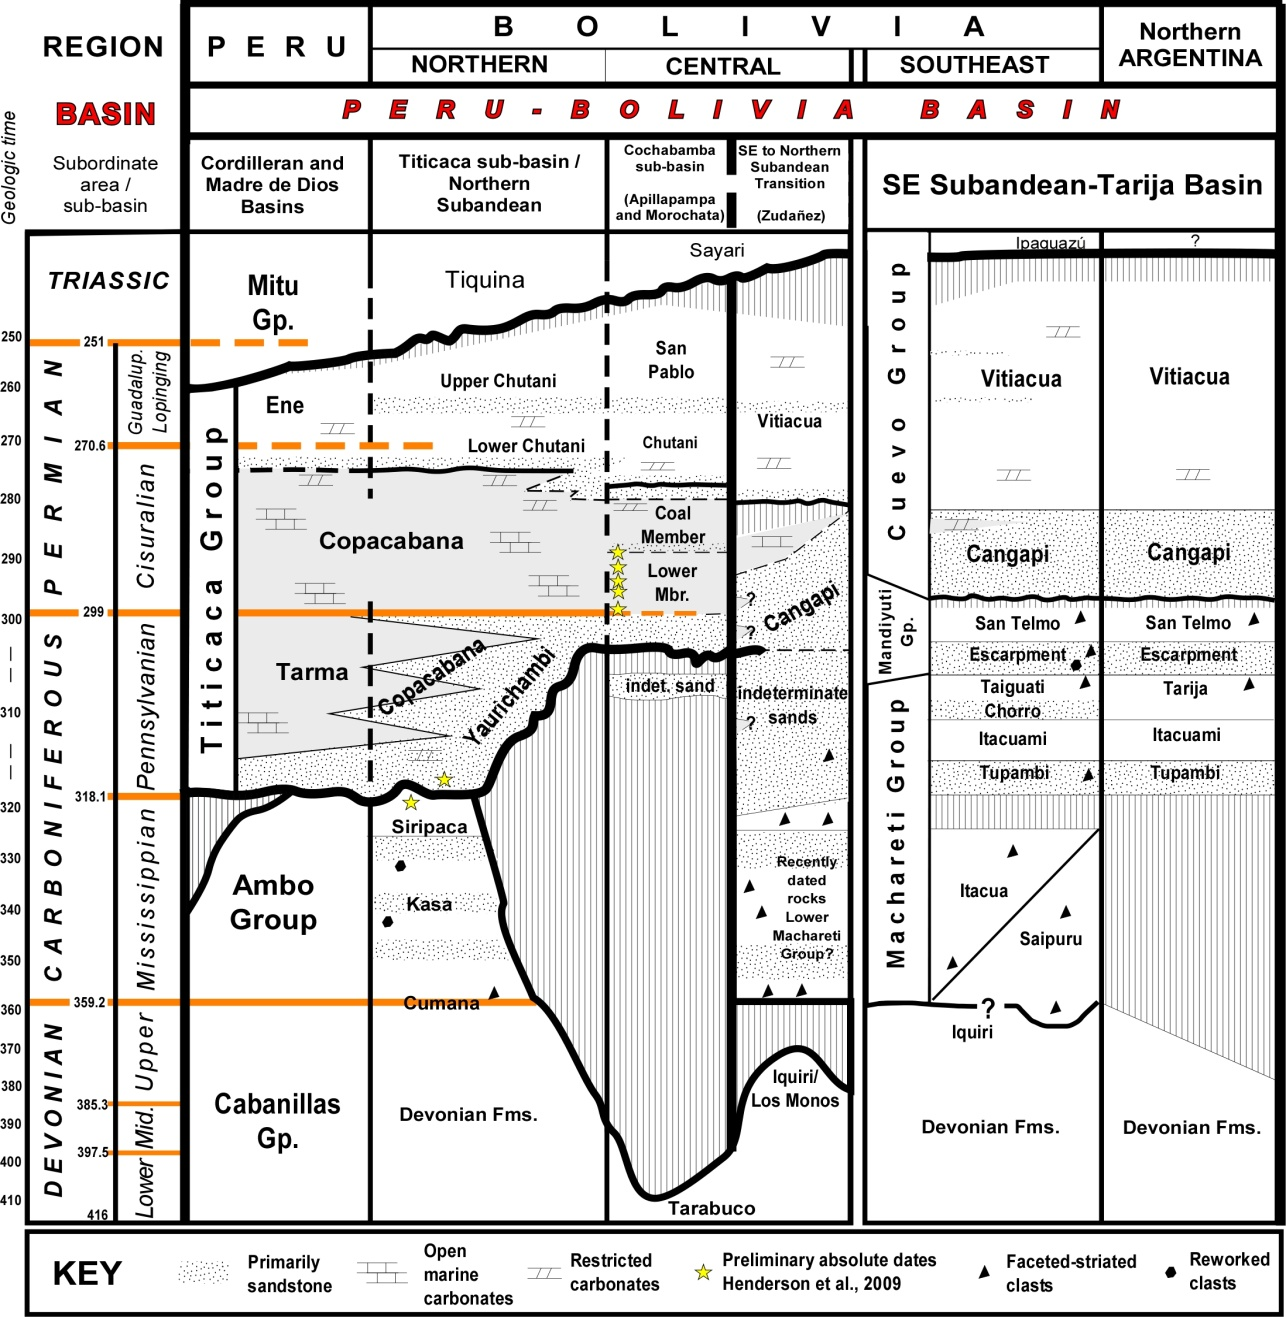 REGION
P E R U
B O L I V I A
NORTHERN
CENTRAL
SOUTHEAST
Northern
ARGENTINA
BASIN
PERU-BOLIVIA BASIN
Geologic time
Subordinate
area /
sub-basin
Cordilleran and
Madre de Dios
Basins
Titicaca sub-basin /
Northern
Subandean
Cochabamba
sub-basin
(Apillapampa
and Morochata)
SE to Northern
Subandean
Transition
(Zudañez)
SE Subandean-Tarija Basin
TRIASSIC
PERMIAN
CARBONIFEROUS
DEVONIAN
Guadalup.
Lopinging
Cisuralian
Pennsylvanian
Mississippian
Upper
Mid.
Lower
250
260
270
280
290
300
310
320
330
340
350
360
370
380
390
400
410
251
270.6
299
318.1
359.2
385.3
397.5
416
Mitu
Gp.
Titicaca Group
Ene
Tarma
Ambo
Group
Cabanillas
Gp.
Tiquina
Upper Chutani
Lower Chutani
Copacabana
Copacabana
Yaurichambi
Siripaca
Kasa
Cumana
Devonian Fms.
Sayari
San
Pablo
Chutani
Coal
Member
Lower
Mbr.
indet. sand
Tarabuco
Vitiacua
?
?
Cangapi
indeterminate
sands
?
Recently
dated
rocks
Lower
Machareti
Group?
Iquiri/
Los Monos
Cuevo Group
Mandiyuti
Gp.
Machareti Group
Ipaguazú
Vitiacua
Cangapi
San Telmo
Escarpment
Taiguati
Chorro
Itacuami
Tupambi
Itacua
Saipuru
?
Iquiri
Devonian Fms.
?
Vitiacua
Cangapi
San Telmo
Escarpment
Tarija
Itacuami
Tupambi
Devonian Fms.
KEY
Primarily
sandstone
Open
marine
carbonates
Restricted
carbonates
Preliminary absolute dates
Henderson et al., 2009
Faceted-striated
clasts
Reworked
clasts